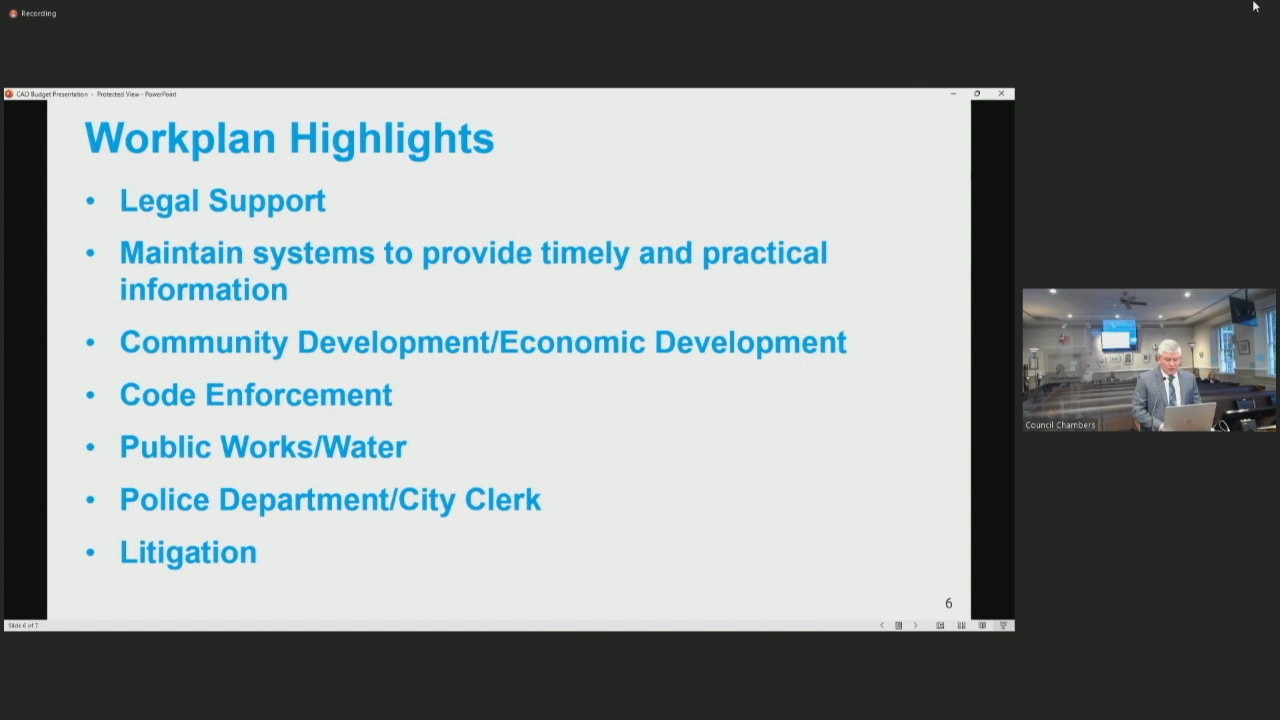 Recording
CAO Budget Presentation - Protected View - PowerPoint
Workplan Highlights
• Legal Support
• Maintain systems to provide timely and practical
information
• Community Development/Economic Development
• Code Enforcement
• Public Works/Water
• Police Department/City Clerk
• Litigation
6
Slide 6 of 7
Council Chambers